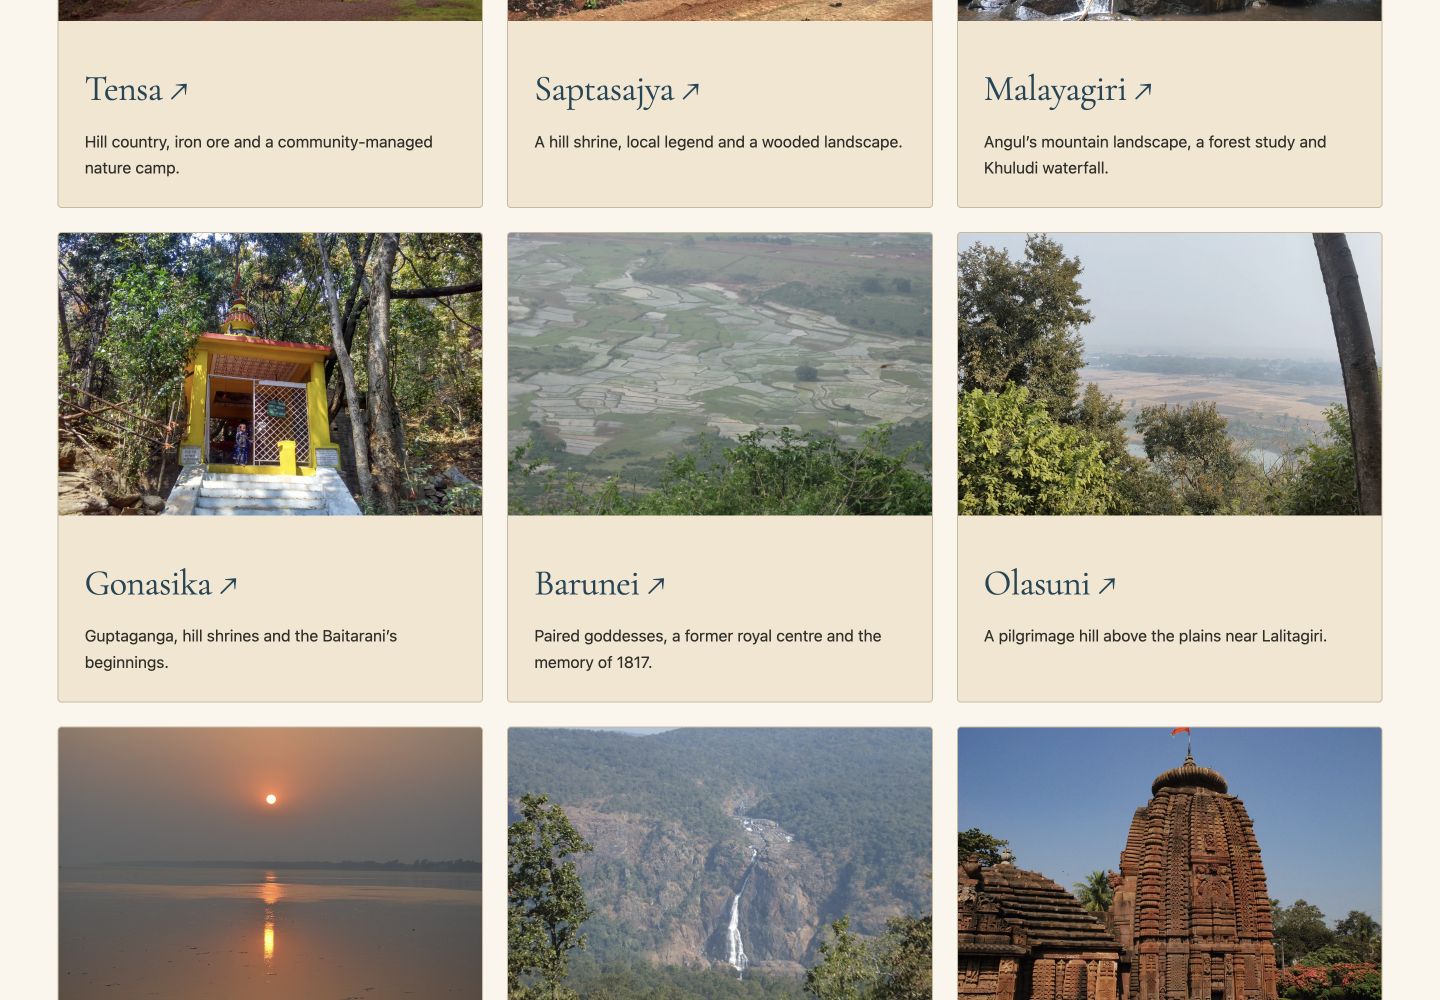 Tensa ↗
Hill country, iron ore and a community-managed
nature camp.
Saptasajya ↗
A hill shrine, local legend and a wooded landscape.
Malayagiri ↗
Angul’s mountain landscape, a forest study and
Khuludi waterfall.
Gonasika ↗
Guptaganga, hill shrines and the Baitarani’s
beginnings.
Barunei ↗
Paired goddesses, a former royal centre and the
memory of 1817.
Olasuni ↗
A pilgrimage hill above the plains near Lalitagiri.